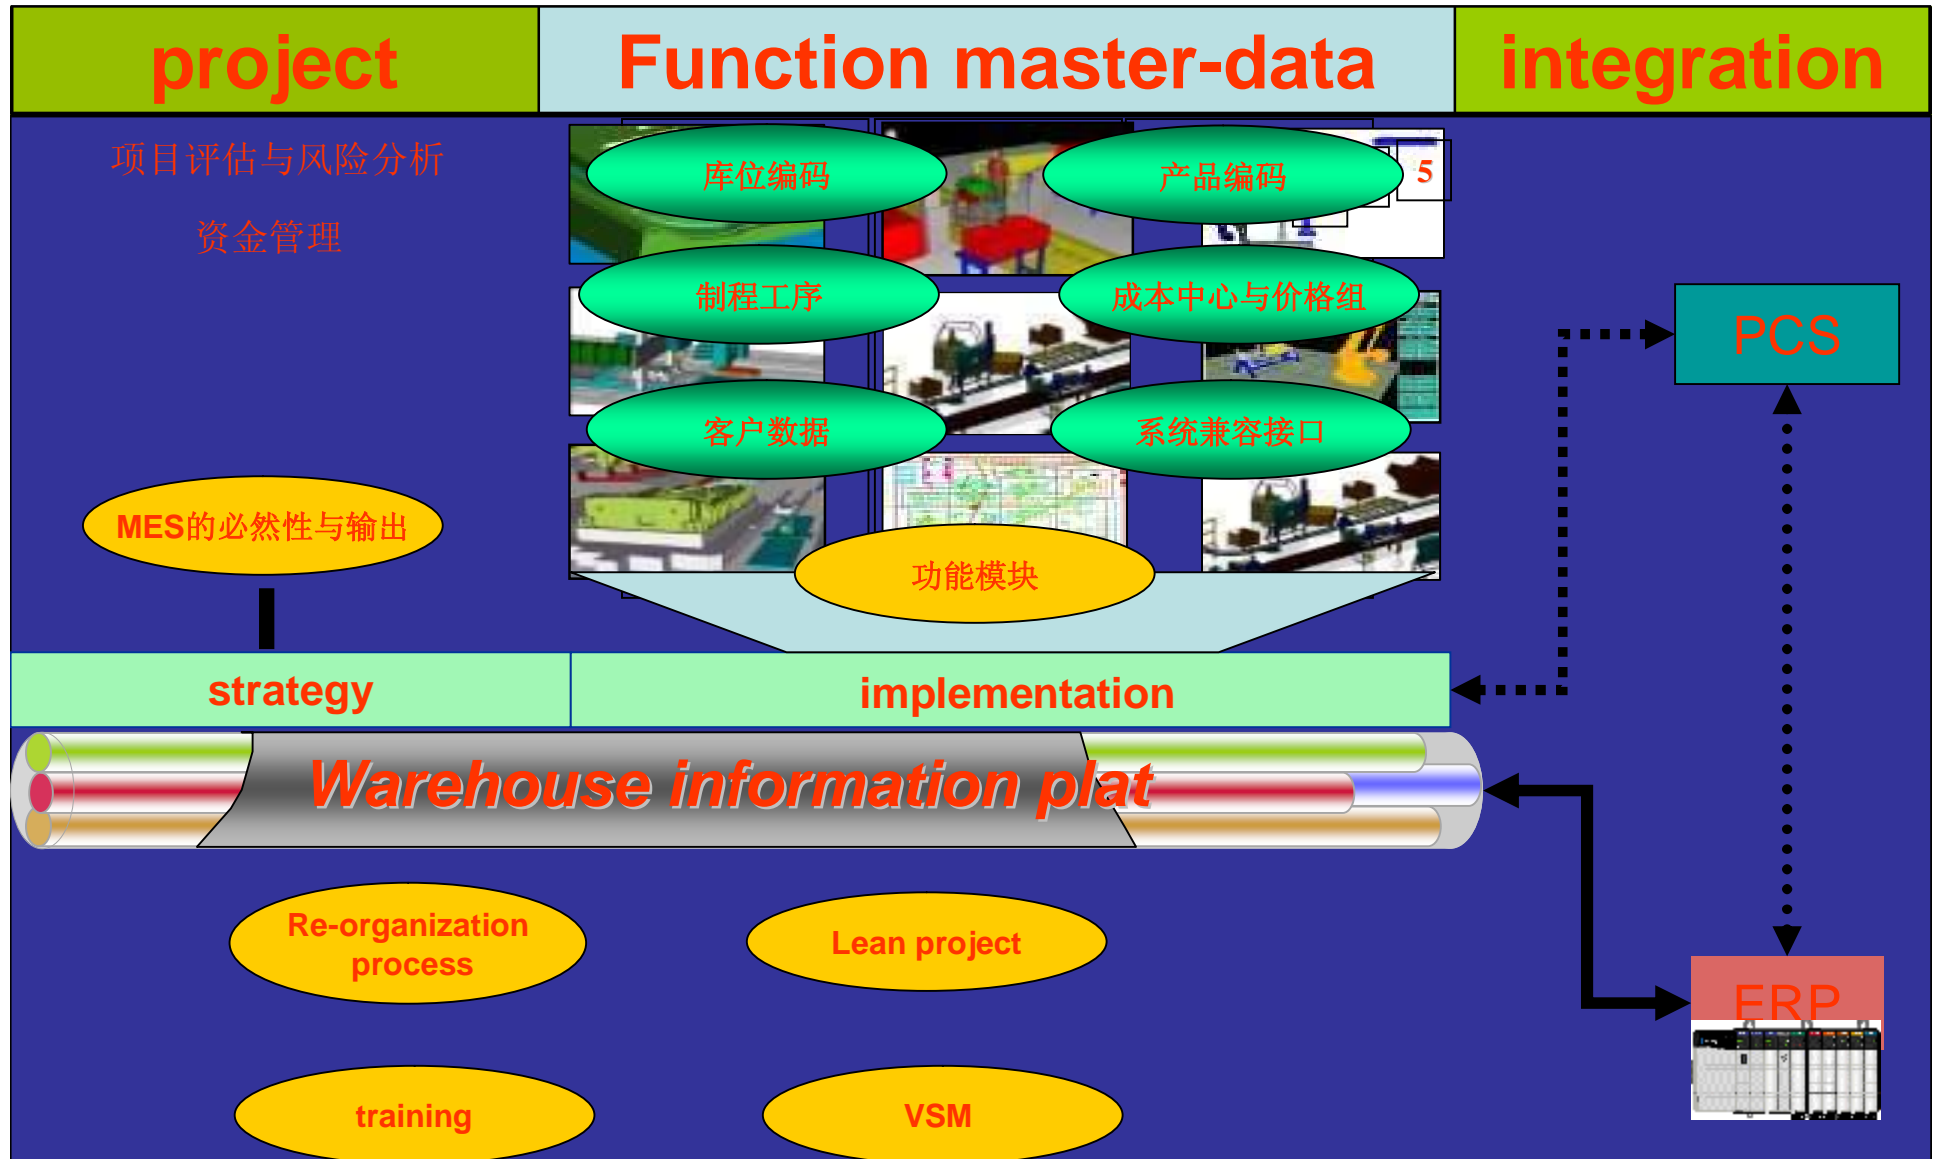 project
Function master-data
integration
项目评估与风险分析
资金管理
库位编码
产品编码
5
制程工序
成本中心与价格组
客户数据
系统兼容接口
MES的必然性与输出
功能模块
PCS
strategy
implementation
Warehouse information plat
Re-organization
process
Lean project
ERP
training
VSM